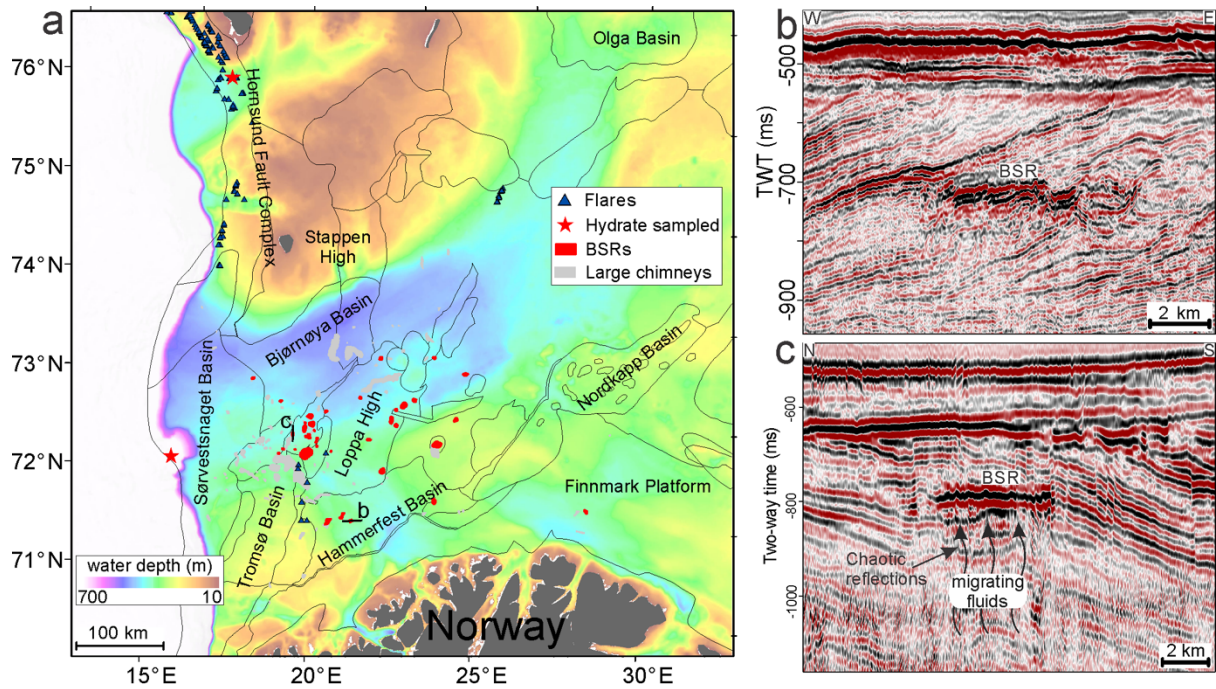 a
76°N
75°N
74°N
73°N
72°N
71°N
Olga Basin
Hornsund Fault Complex
Stappen
High
Flares
Hydrate sampled
BSRs
Large chimneys
Bjørnøya Basin
Sørvestsnaget Basin
Nordkapp Basin
c
Loppa High
b
Tromsø Basin
Hammerfest Basin
Finnmark Platform
water depth (m)
700
10
100 km
Norway
15°E
20°E
25°E
30°E
b
W
E
-500
TWT (ms)
BSR
-700
-900
2 km
c
N
S
-600
Two-way time (ms)
BSR
-800
Chaotic
reflections
migrating
fluids
-1000
2 km